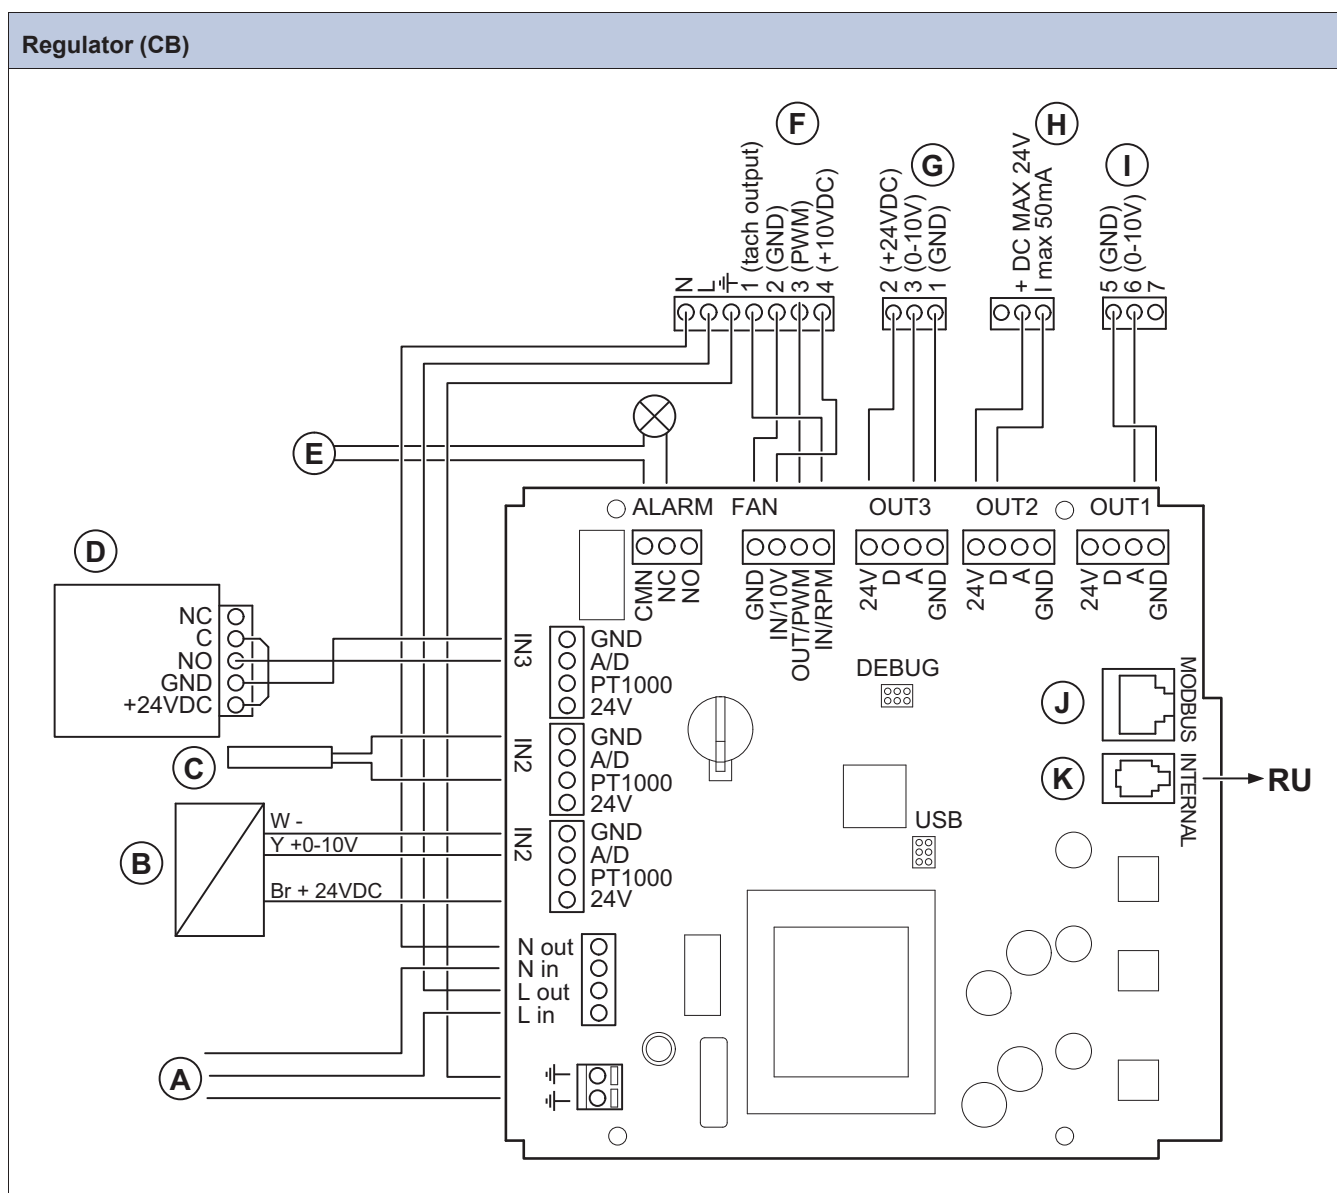 Regulator (CB)
F
H
G
I
N
L
1 (tach output)
2 (GND)
3 (PWM)
4 (+10VDC)
2 (+24VDC)
3 (0-10V)
1 (GND)
+ DC MAX 24V
I max 50mA
5 (GND)
6 (0-10V)
7
E
ALARM
FAN
OUT3
OUT2
OUT1
CMN
NC
NO
GND
IN/10V
OUT/PWM
IN/RPM
24V
D
A
GND
24V
D
A
GND
24V
D
A
GND
D
NC
C
NO
GND
+24VDC
IN3
GND
A/D
PT1000
24V
DEBUG
J
MODBUS
C
IN2
GND
A/D
PT1000
24V
K
INTERNAL
RU
B
W -
Y +0-10V
Br + 24VDC
IN2
GND
A/D
PT1000
24V
USB
N out
N in
L out
L in
A